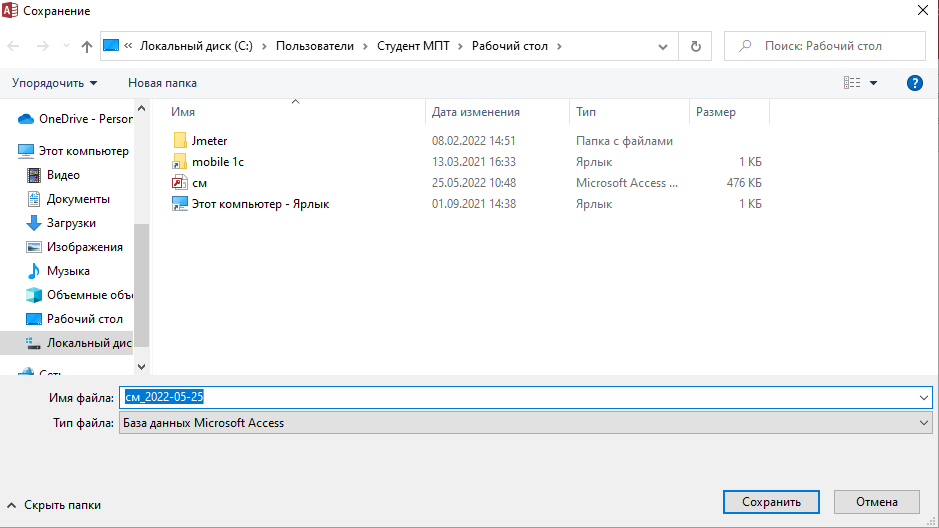 Сохранение
« Локальный диск (C:) › Пользователи › Студент МПТ › Рабочий стол ›
Поиск: Рабочий стол
Упорядочить
Новая папка
?
OneDrive - Person
Этот компьютер
Видео
Документы
Загрузки
Изображения
Музыка
Объемные объе
Рабочий стол
Локальный дис
Сеть
Имя Дата изменения Тип Размер
Jmeter 08.02.2022 14:51 Папка с файлами
mobile 1c 13.03.2021 16:33 Ярлык 1 КБ
см 25.05.2022 10:48 Microsoft Access ... 476 КБ
Этот компьютер - Ярлык 01.09.2021 14:38 Ярлык 1 КБ
Имя файла: см_2022-05-25
Тип файла: База данных Microsoft Access
Скрыть папки
Сохранить
Отмена